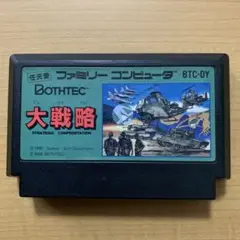 任天堂 ファミリーコンピュータ BTC-DY
BOTHTEC
大戦略
STRATEGIC CONFRONTATION